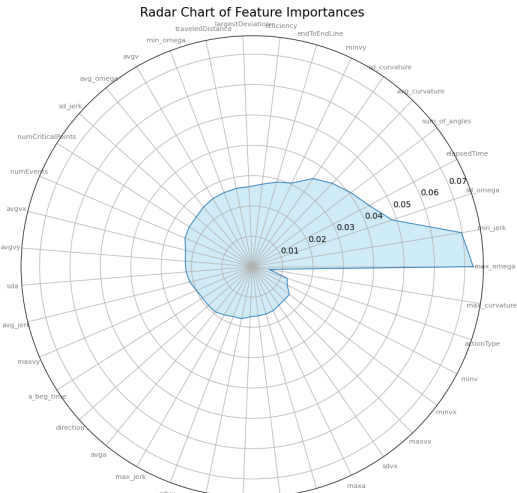 Radar Chart of Feature Importances
largestDeviation
efficiency
traveledDistance
endToEndLine
min_omega
minvy
avgv
sd_curvature
avg_omega
avg_curvature
sd_jerk
sum_of_angles
numCriticalPoints
elapsedTime
numEvents
0.07
sd_omega
0.06
0.05
avgvx
0.04
0.03
min_jerk
0.02
avgvy
0.01
max_omega
sda
max_curvature
avg_jerk
actionType
maxvy
minv
a_beg_time
minvx
direction
maxvx
avga
sdvx
max_jerk
maxa